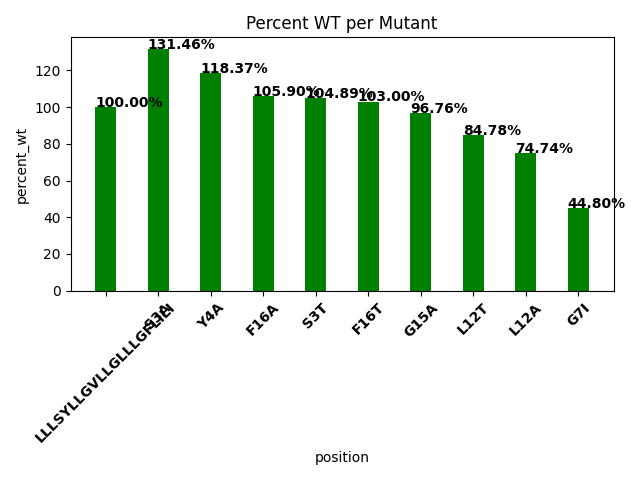 Percent WT per Mutant
percent_wt
120
100
80
60
40
20
0
100.00%
131.46%
118.37%
105.90%
104.89%
103.00%
96.76%
84.78%
74.74%
44.80%
S3A
Y4A
F16A
S3T
F16T
G15A
L12T
L12A
G7I
position